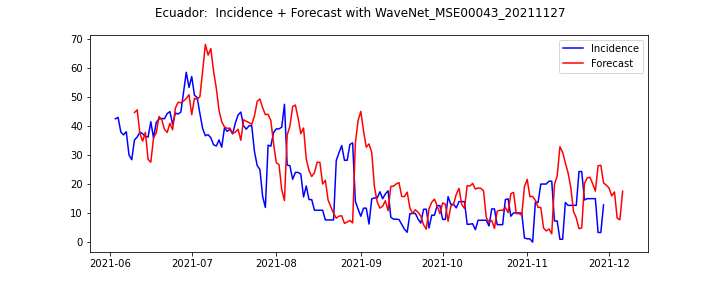 Ecuador:  Incidence + Forecast with WaveNet_MSE00043_20211127
70
60
50
40
30
20
10
0
Incidence
Forecast
2021-06 2021-07 2021-08 2021-09 2021-10 2021-11 2021-12